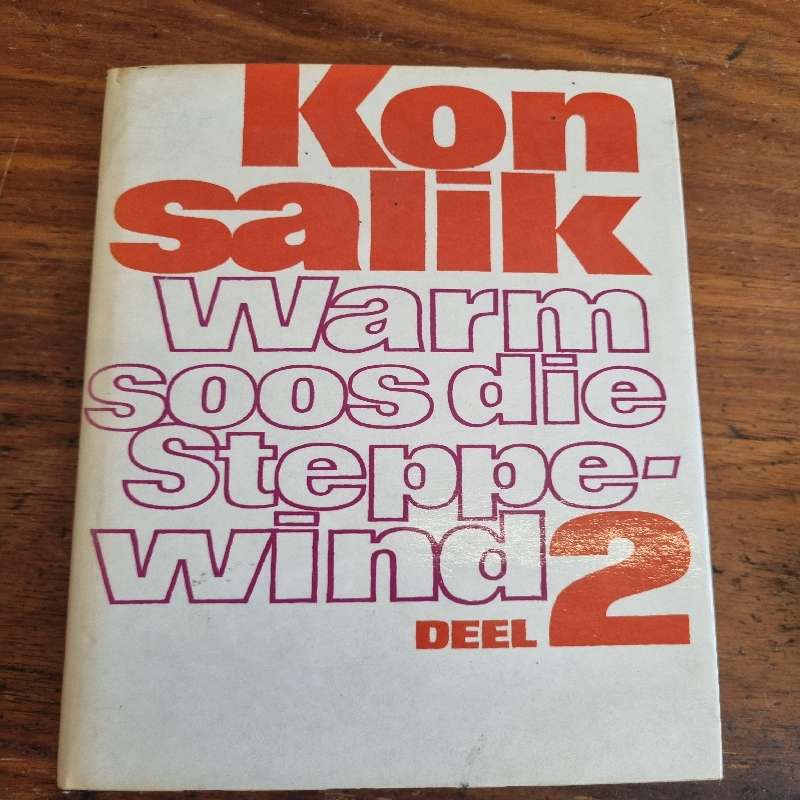 Kon
salik
Warm
soos die
Steppe-
wind
DEEL 2